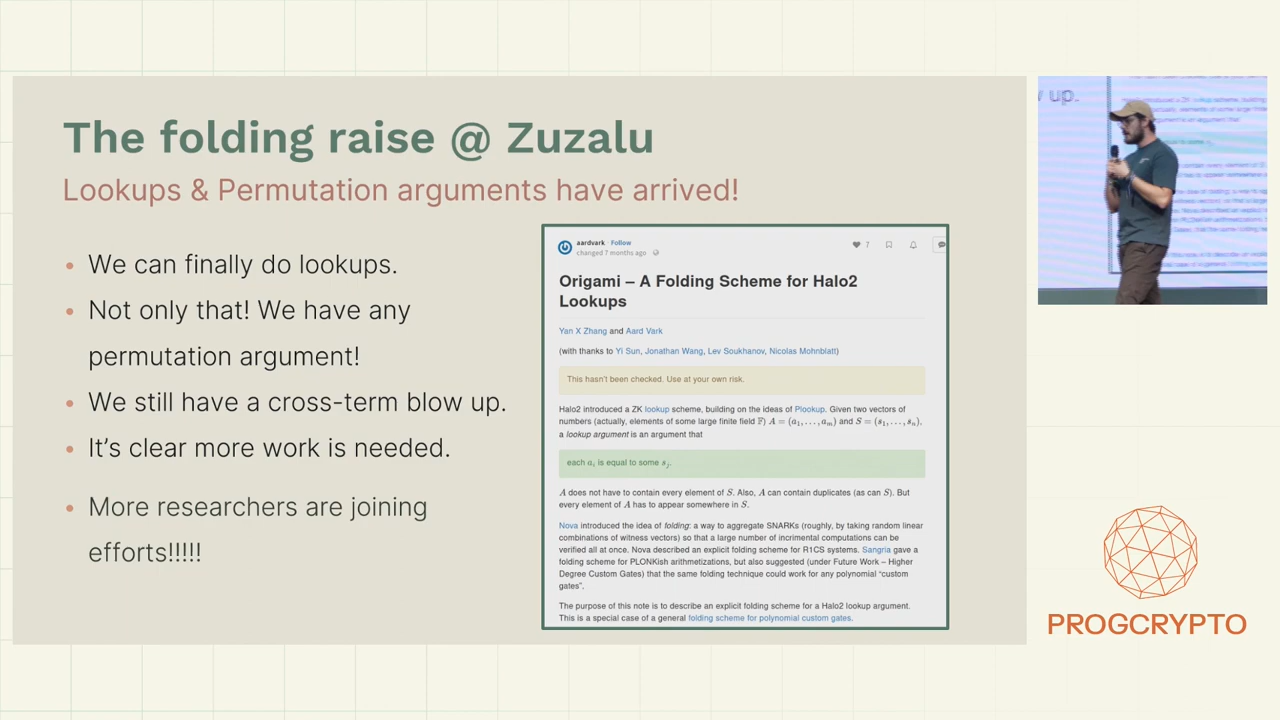 The folding raise @ Zuzalu
Lookups & Permutation arguments have arrived!
• We can finally do lookups.
• Not only that! We have any
permutation argument!
• We still have a cross-term blow up.
• It's clear more work is needed.
• More researchers are joining
efforts!!!!!
aardvark · Follow
changed 7 months ago
7
Origami – A Folding Scheme for Halo2
Lookups
Yan X Zhang and Aard Vark
(with thanks to Yi Sun, Jonathan Wang, Lev Soukhanov, Nicolas Mohnblatt)
This hasn't been checked. Use at your own risk.
Halo2 introduced a ZK lookup scheme, building on the ideas of Plookup. Given two vectors of
numbers (actually, elements of some large finite field 𝔽) A = (a₁, . . . , aₘ) and S = (s₁, . . . , sₙ),
a lookup argument is an argument that
each aᵢ is equal to some sⱼ.
A does not have to contain every element of S. Also, A can contain duplicates (as can S). But
every element of A has to appear somewhere in S.
Nova introduced the idea of folding: a way to aggregate SNARKs (roughly, by taking random linear
combinations of witness vectors) so that a large number of incrimental computations can be
verified all at once. Nova described an explicit folding scheme for R1CS systems. Sangria gave a
folding scheme for PLONKish arithmetizations, but also suggested (under Future Work – Higher
Degree Custom Gates) that the same folding technique could work for any polynomial "custom
gates".
The purpose of this note is to describe an explicit folding scheme for a Halo2 lookup argument.
This is a special case of a general folding scheme for polynomial custom gates.
up.
PROGCRYPTO